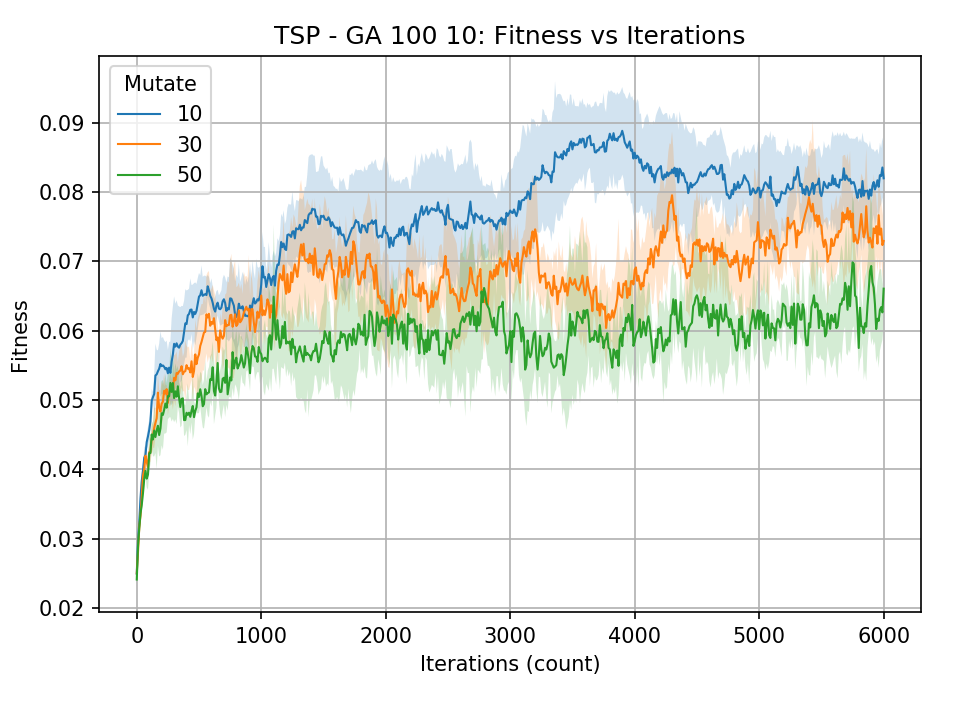 TSP - GA 100 10: Fitness vs Iterations
Mutate
10
30
50
0.09
0.08
0.07
0.06
0.05
0.04
0.03
0.02
Fitness
0 1000 2000 3000 4000 5000 6000
Iterations (count)